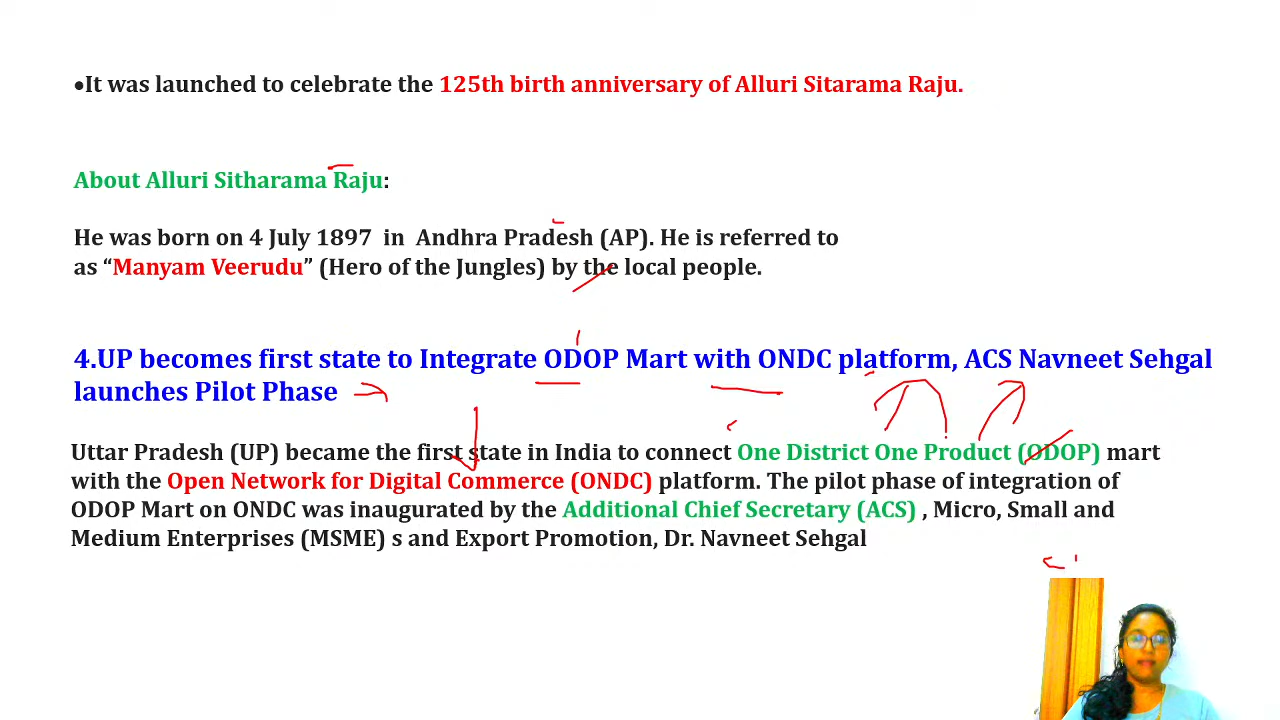 •It was launched to celebrate the 125th birth anniversary of Alluri Sitarama Raju.
About Alluri Sitharama Raju:
He was born on 4 July 1897 in Andhra Pradesh (AP). He is referred to
as “Manyam Veerudu” (Hero of the Jungles) by the local people.
4.UP becomes first state to Integrate ODOP Mart with ONDC platform, ACS Navneet Sehgal
launches Pilot Phase
Uttar Pradesh (UP) became the first state in India to connect One District One Product (ODOP) mart
with the Open Network for Digital Commerce (ONDC) platform. The pilot phase of integration of
ODOP Mart on ONDC was inaugurated by the Additional Chief Secretary (ACS) , Micro, Small and
Medium Enterprises (MSME) s and Export Promotion, Dr. Navneet Sehgal